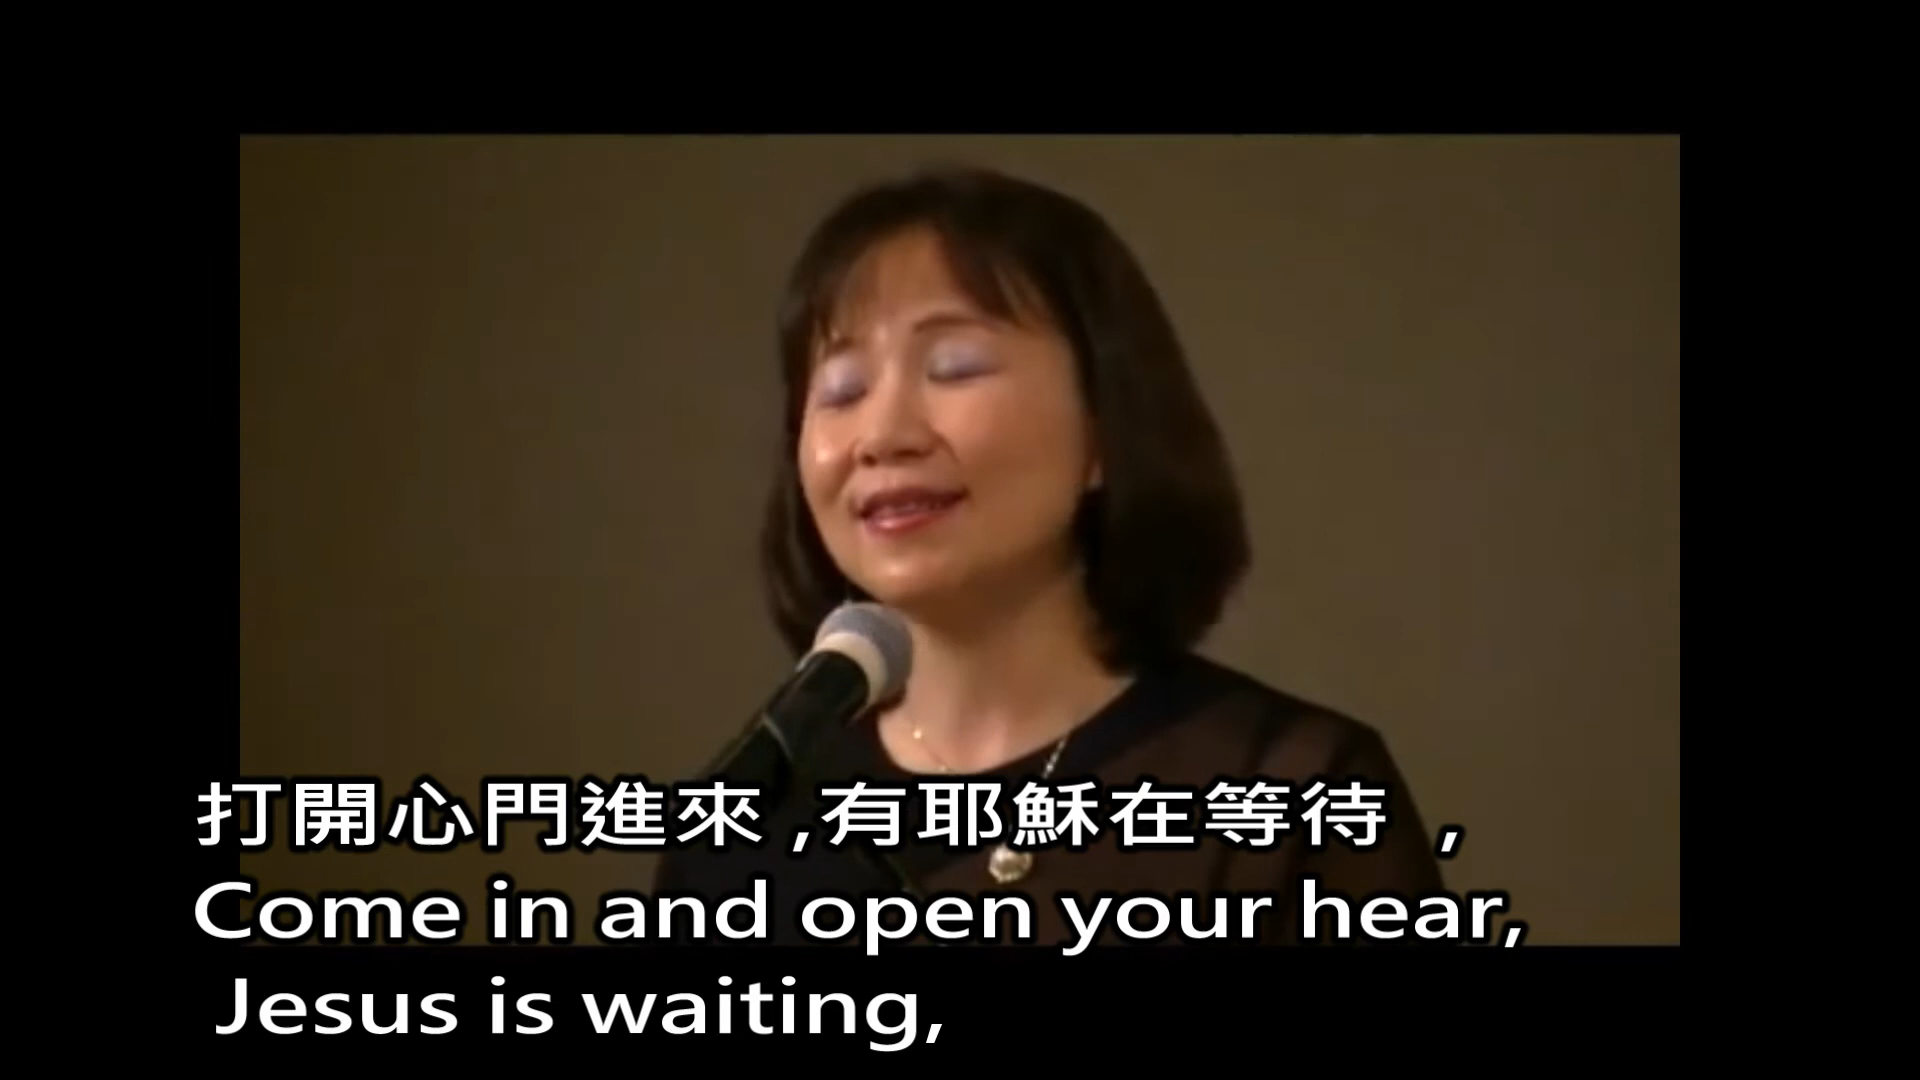 打開心門進來,有耶穌在等待 ,
Come in and open your hear,
Jesus is waiting,